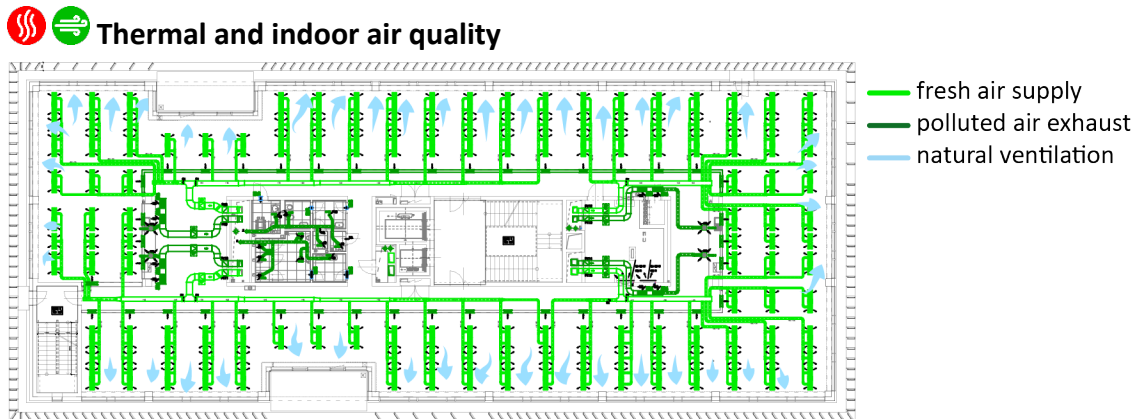 Thermal and indoor air quality
fresh air supply
polluted air exhaust
natural ventilation